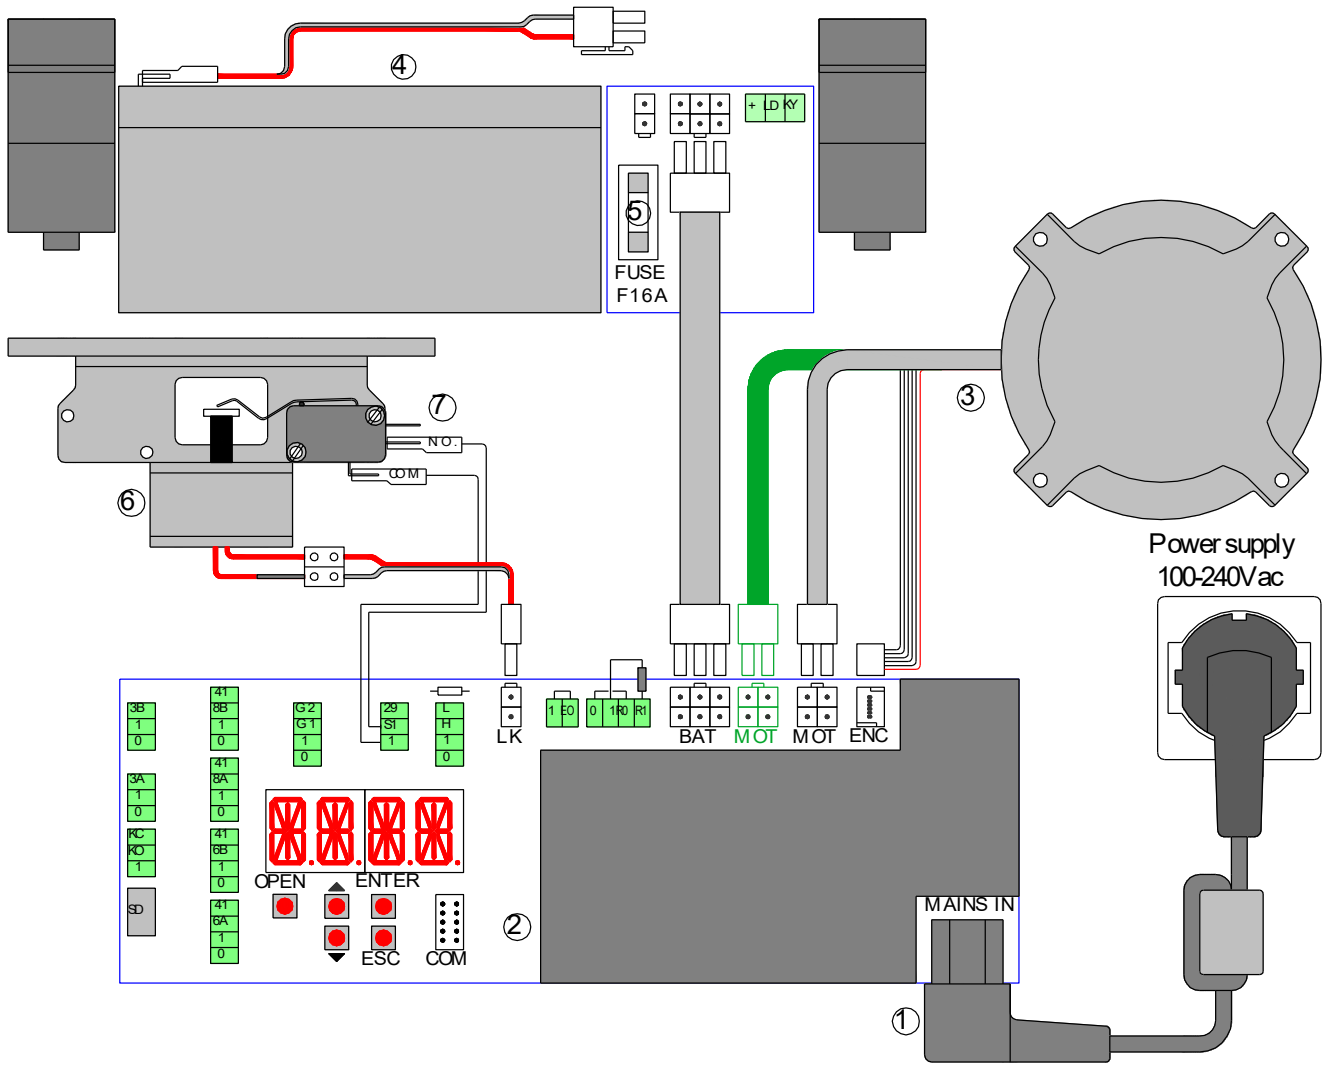 4
+ LD KY
5
FUSE
F16A
7
NO.
COM
3
6
Power supply
100-240Vac
3B
1
0
41
8B
1
0
G2
G1
1
0
29
S1
1
L
H
1
0
LK
1 E0
0 1R0 R1
BAT
MOT
MOT
ENC
3A
1
0
41
8A
1
0
KC
KO
1
41
6B
1
0
SD
41
6A
1
0
OPEN
ENTER
ESC
COM
2
MAINS IN
1